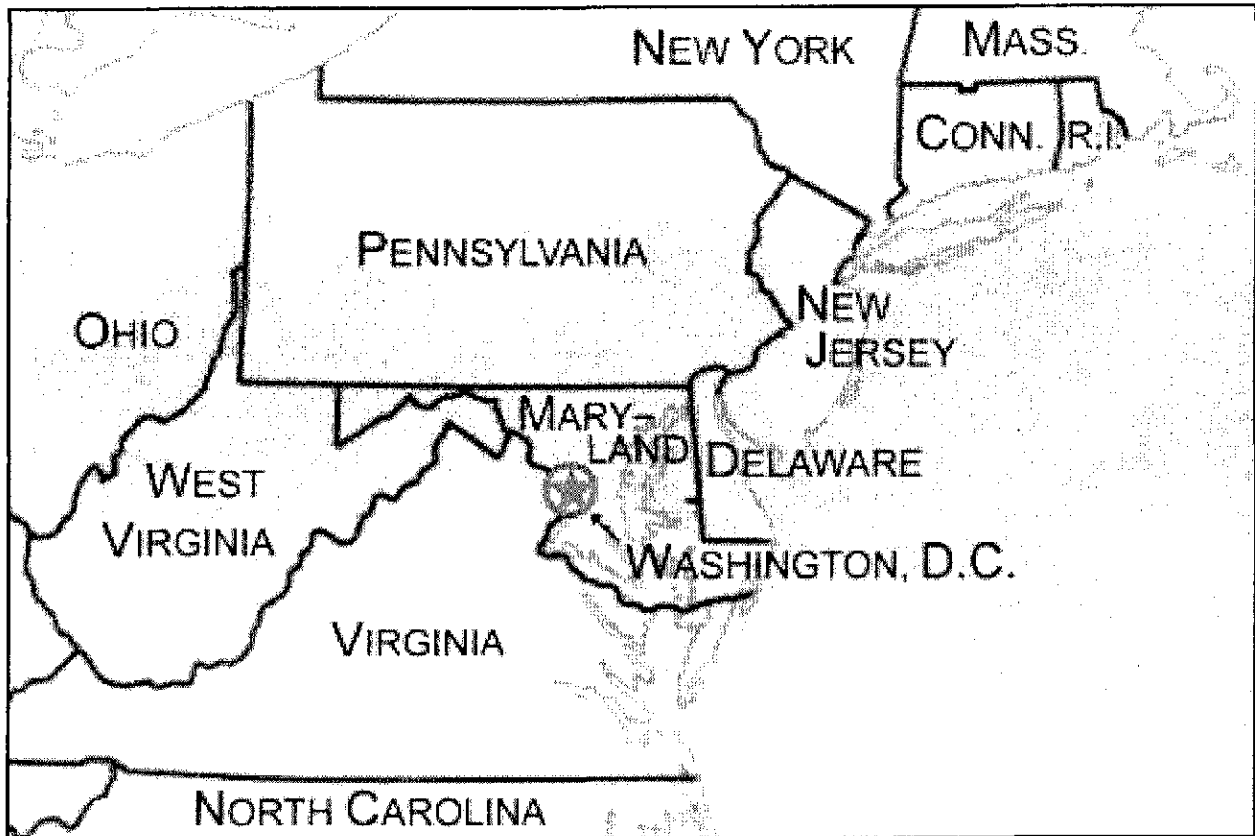 NEW YORK
MASS.
CONN.
R.I.
PENNSYLVANIA
OHIO
NEW
JERSEY
MARY-
LAND
DELAWARE
WEST
VIRGINIA
WASHINGTON, D.C.
VIRGINIA
NORTH CAROLINA